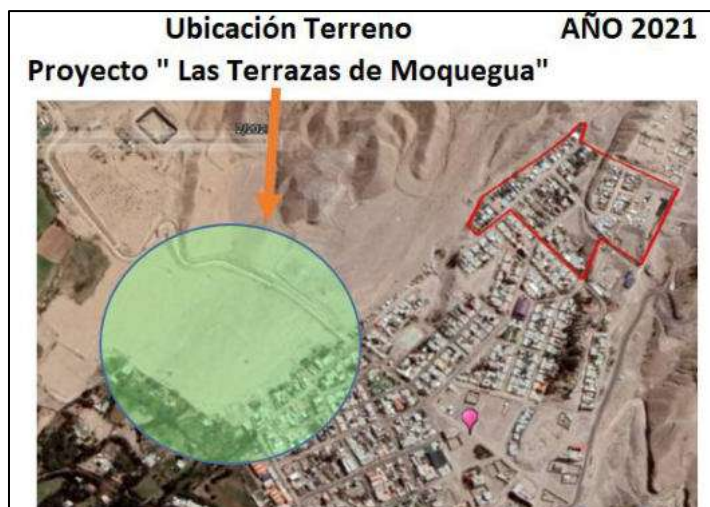 Ubicación Terreno AÑO 2021
Proyecto " Las Terrazas de Moquegua"